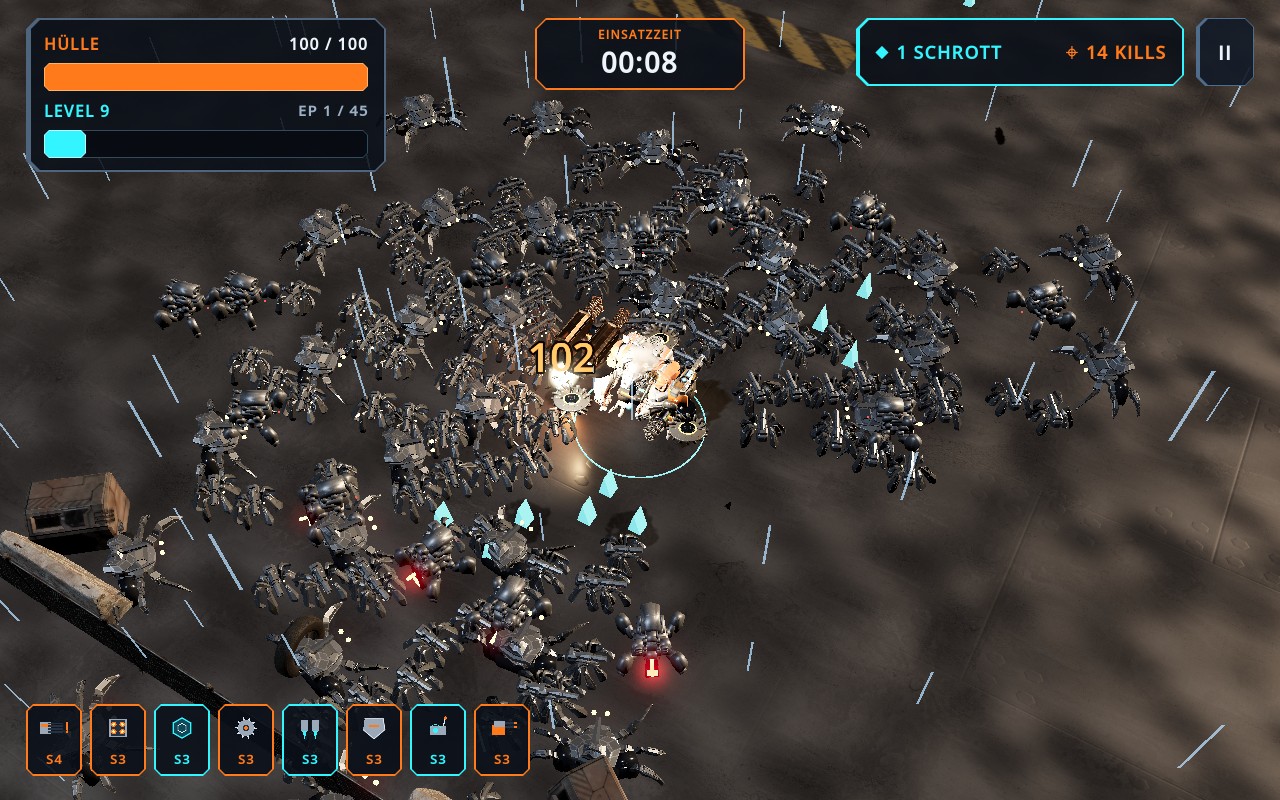 HÜLLE 100 / 100
LEVEL 9 EP 1 / 45
EINSATZZEIT
00:08
1 SCHROTT 14 KILLS
102
S4 S3 S3 S3 S3 S3 S3 S3